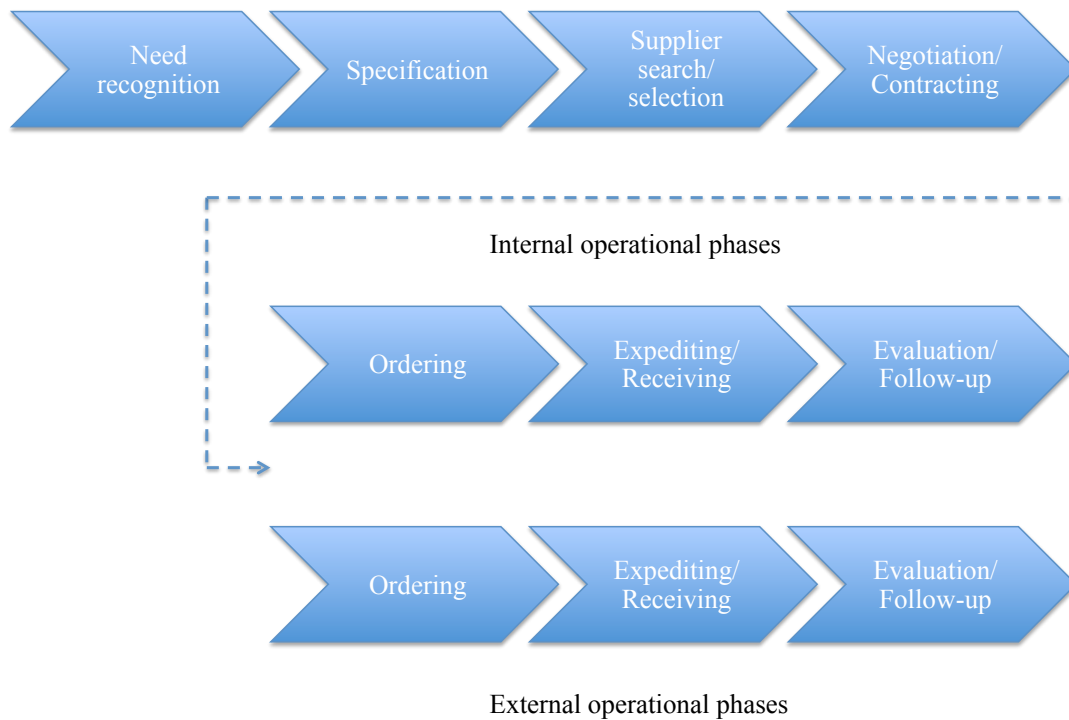 Need
recognition
Specification
Supplier
search/
selection
Negotiation/
Contracting
Internal operational phases
Ordering
Expediting/
Receiving
Evaluation/
Follow-up
Ordering
Expediting/
Receiving
Evaluation/
Follow-up
External operational phases